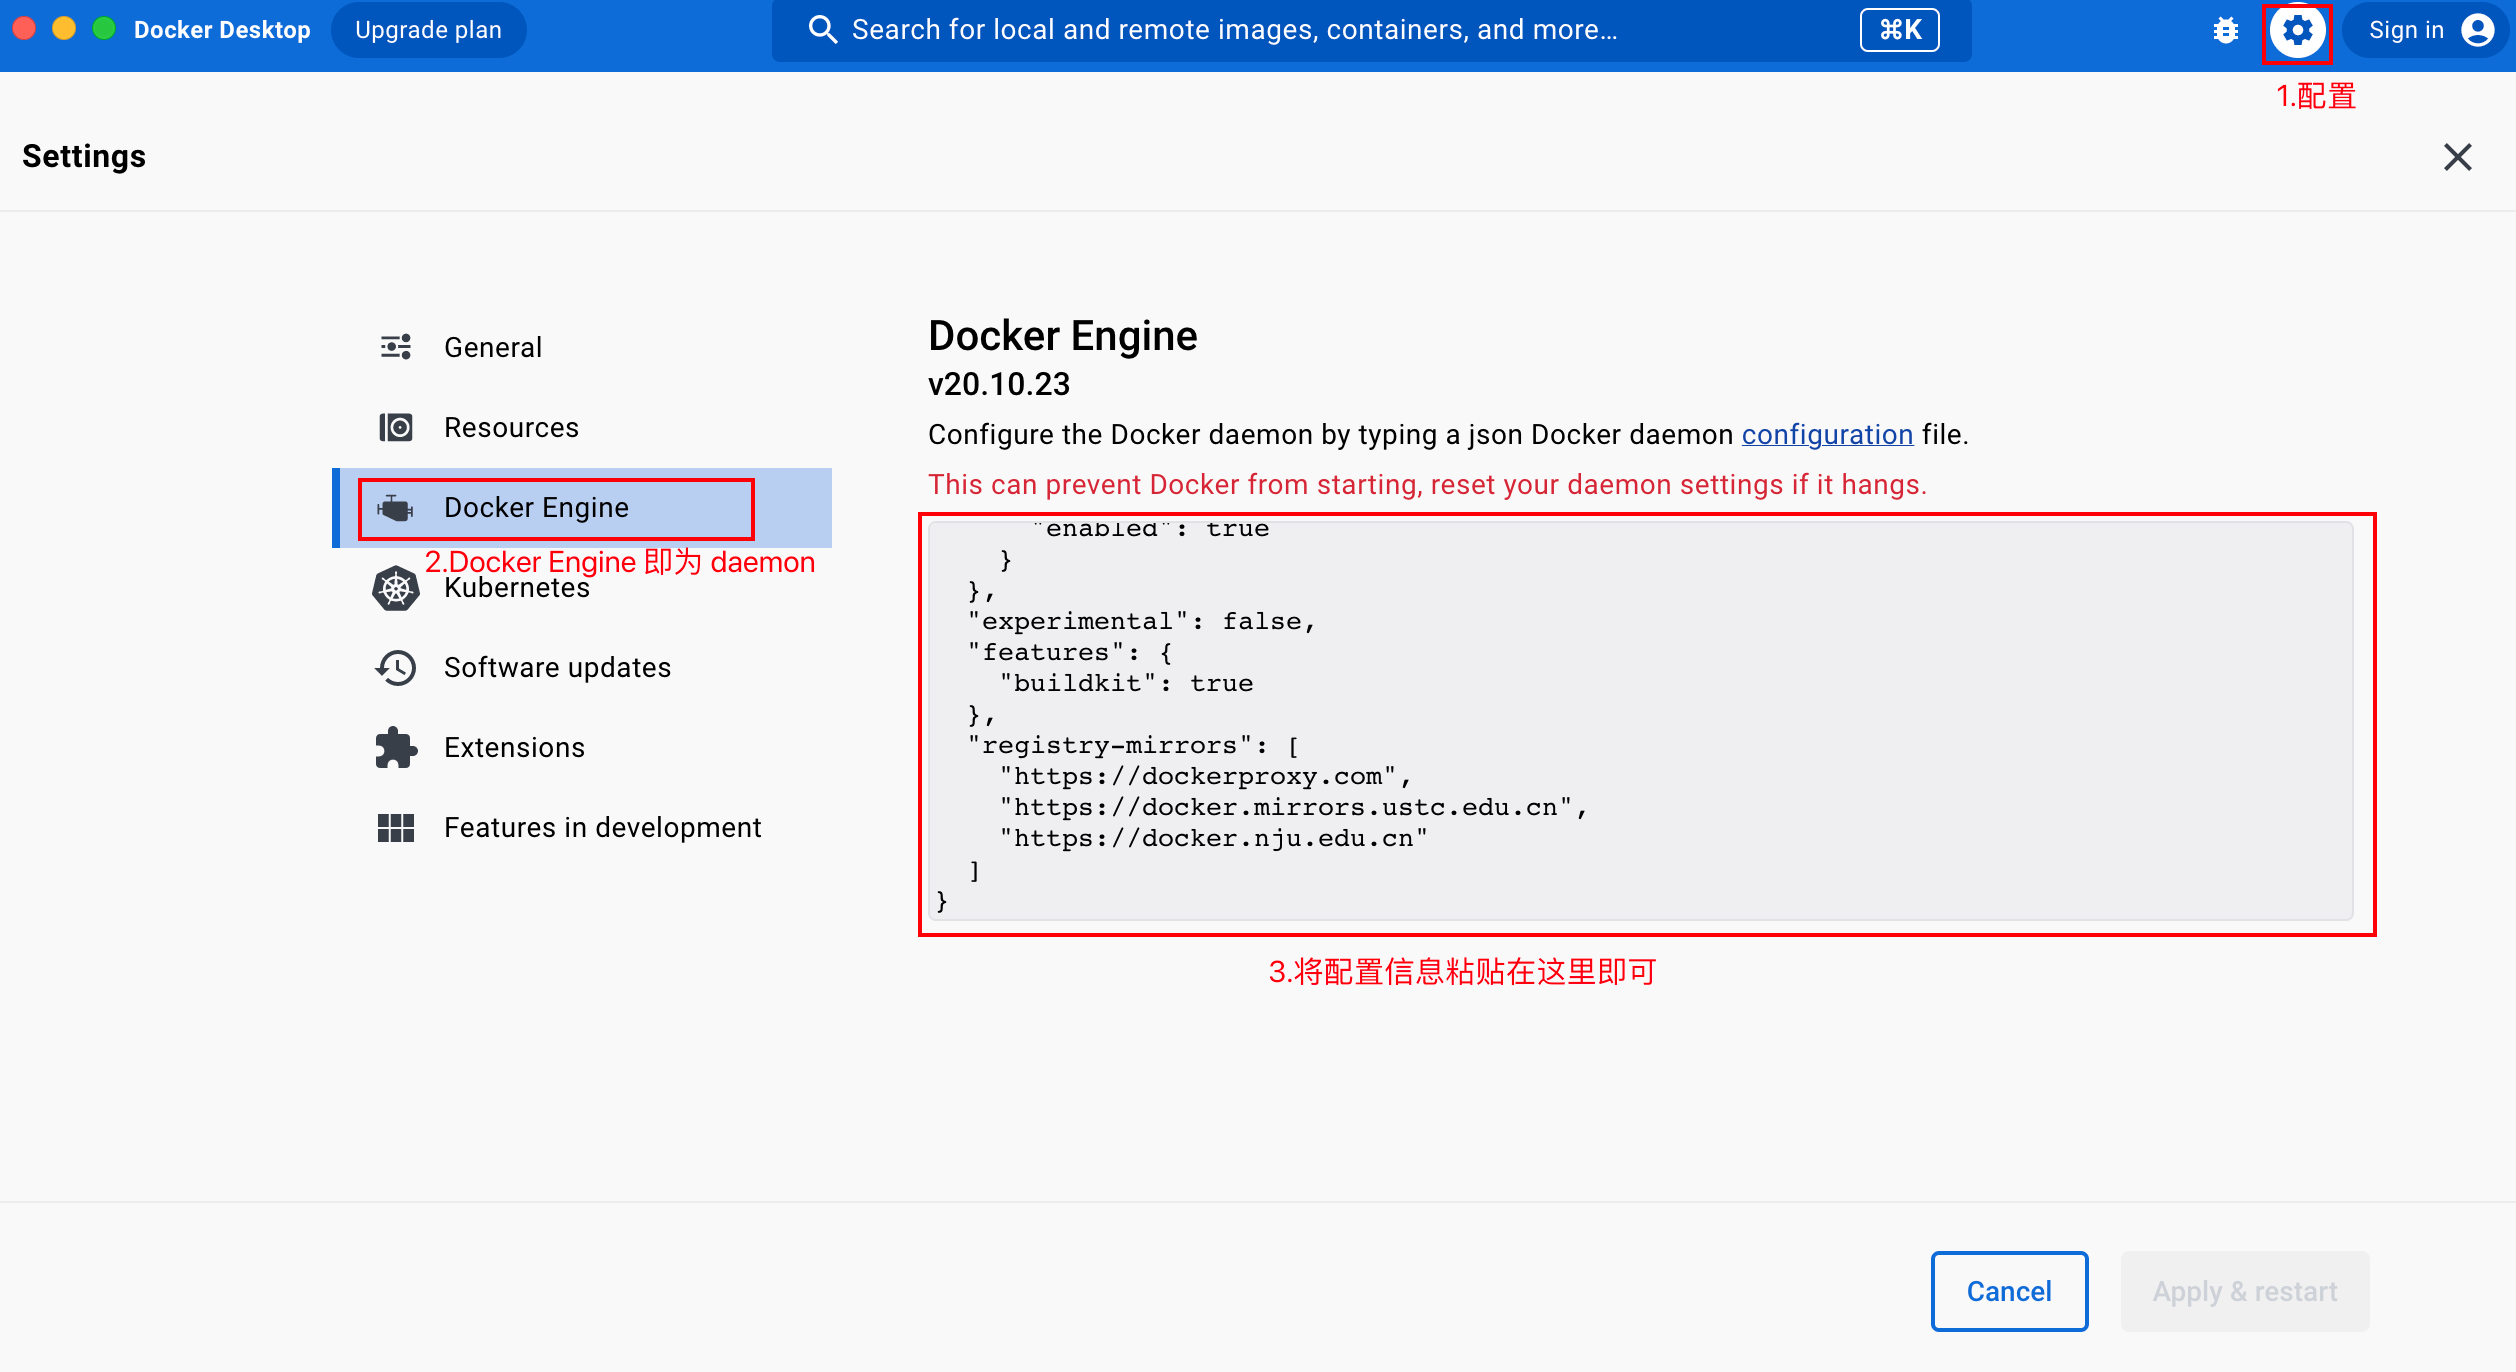 Docker Desktop
Upgrade plan
Search for local and remote images, containers, and more...
⌘K
Sign in
1.配置
Settings
General
Resources
Docker Engine
2.Docker Engine 即为 daemon
Kubernetes
Software updates
Extensions
Features in development
Docker Engine
v20.10.23
Configure the Docker daemon by typing a json Docker daemon configuration file.
This can prevent Docker from starting, reset your daemon settings if it hangs.
"enabled": true
}
},
"experimental": false,
"features": {
"buildkit": true
},
"registry-mirrors": [
"https://dockerproxy.com",
"https://docker.mirrors.ustc.edu.cn",
"https://docker.nju.edu.cn"
]
}
3.将配置信息粘贴在这里即可
Cancel
Apply & restart